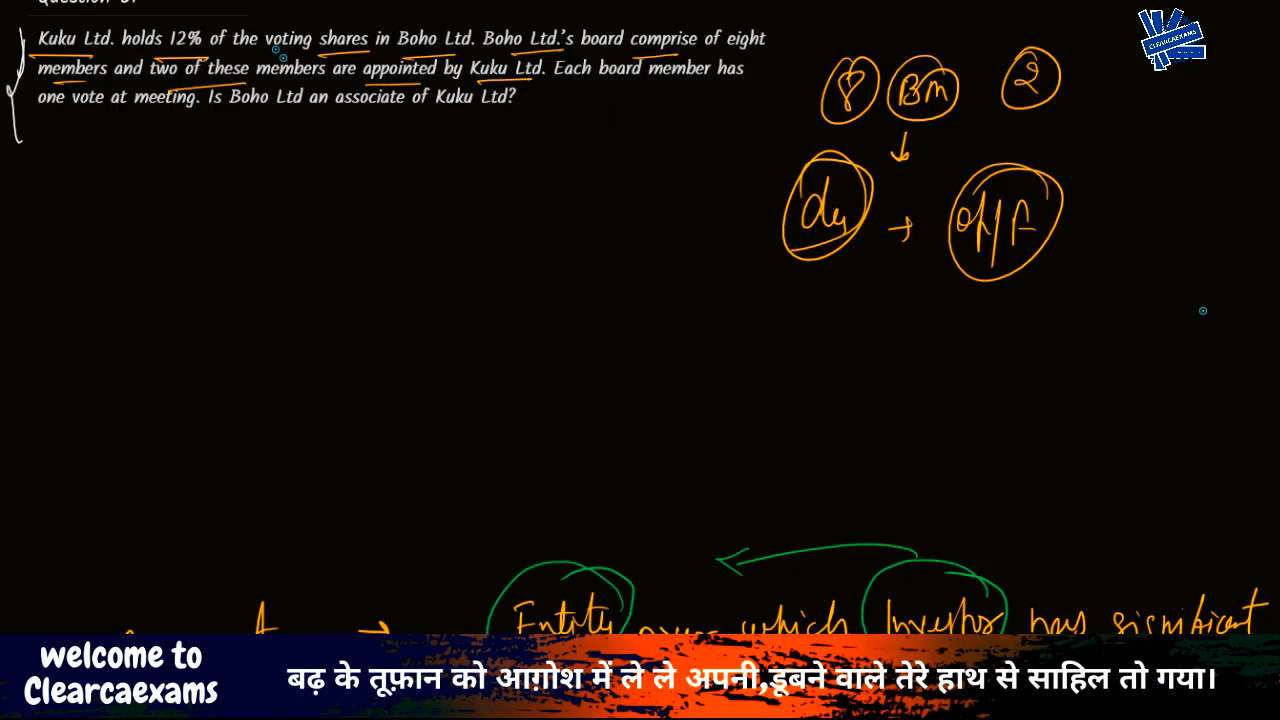 Kuku Ltd. holds 12% of the voting shares in Boho Ltd. Boho Ltd.'s board comprise of eight
members and two of these members are appointed by Kuku Ltd. Each board member has
one vote at meeting. Is Boho Ltd an associate of Kuku Ltd?
8 BM 2
CLEARCAEXAMS
Entity over which Investor has significant
welcome to
Clearcaexams
बढ़ के तूफ़ान को आग़ोश में ले ले अपनी,डूबने वाले तेरे हाथ से साहिल तो गया।